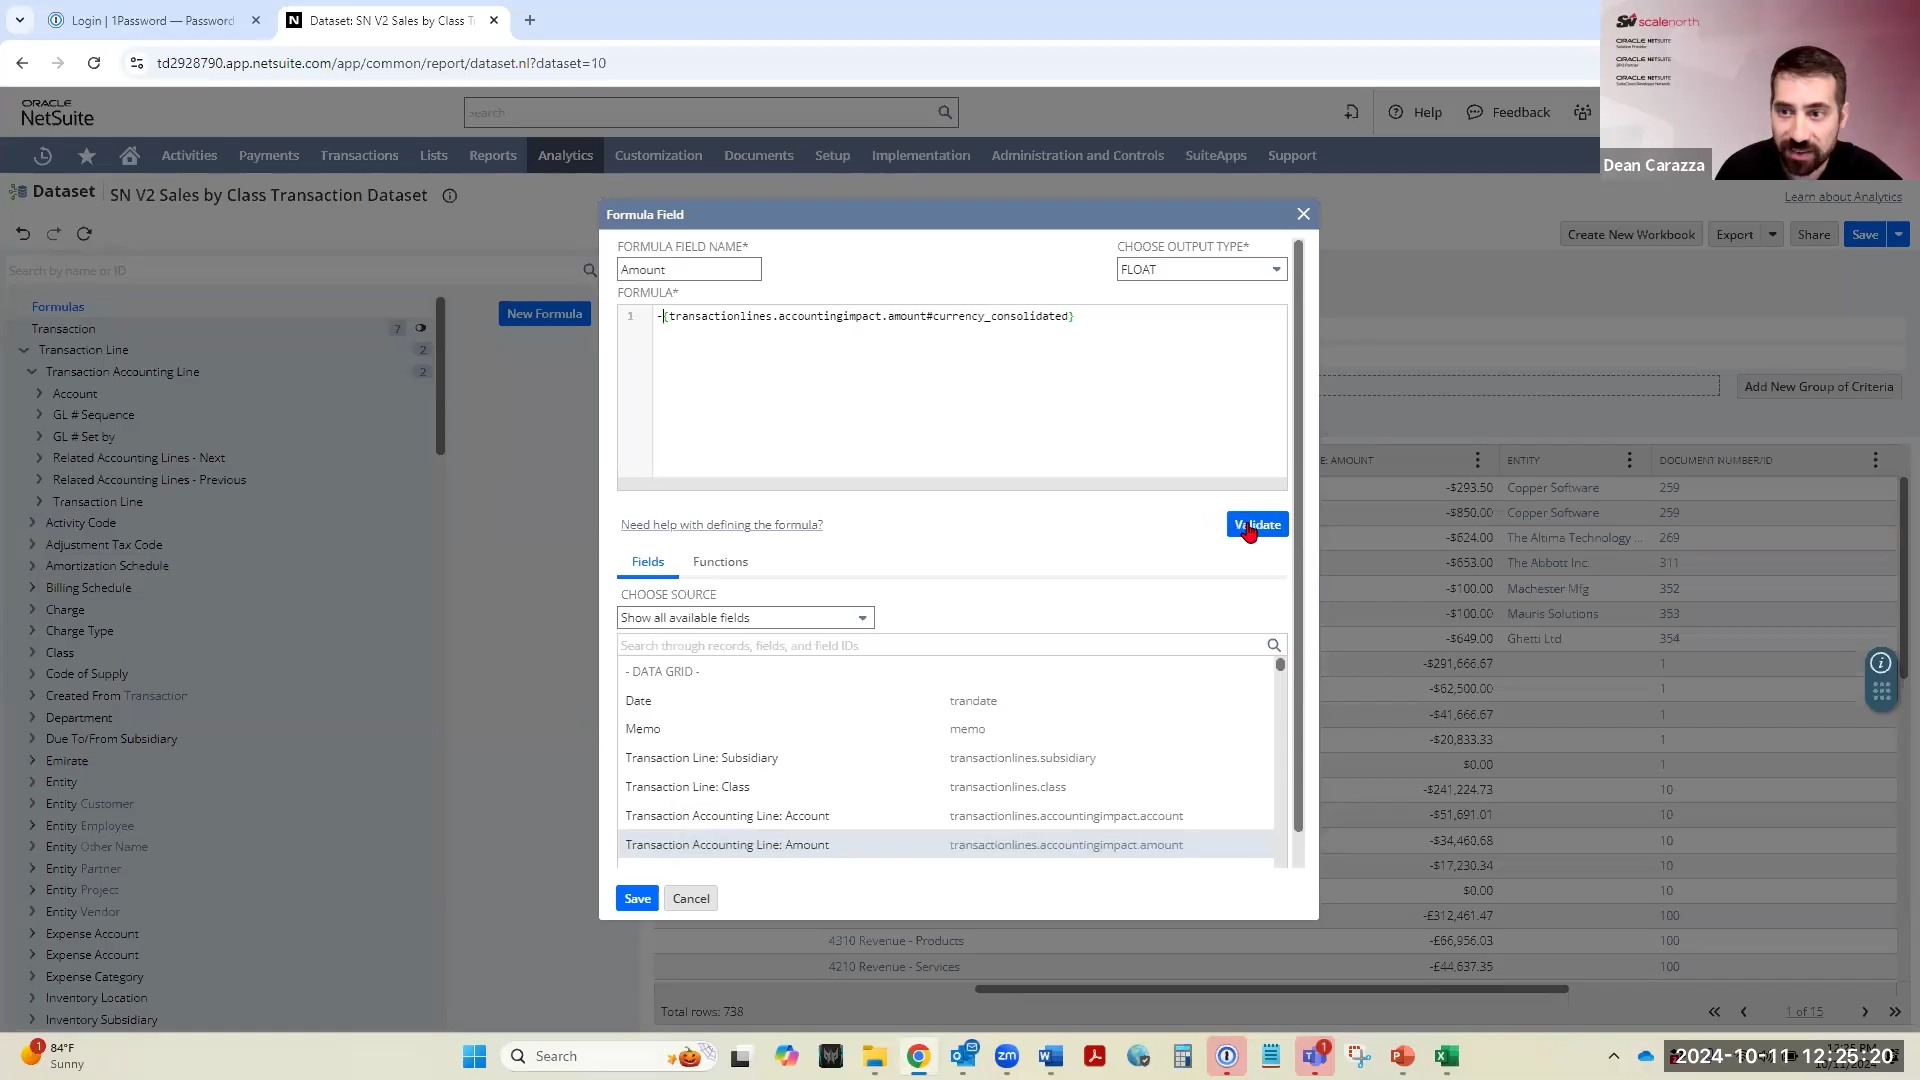 Login | 1Password — Password
Dataset: SN V2 Sales by Class T
td2928790.app.netsuite.com/app/common/report/dataset.nl?dataset=10
scalenorth
ORACLE NETSUITE
ORACLE NETSUITE
ORACLE NETSUITE
Dean Carazza
ORACLE
NetSuite
Search
Help
Feedback
Activities
Payments
Transactions
Lists
Reports
Analytics
Customization
Documents
Setup
Implementation
Administration and Controls
SuiteApps
Support
Dataset
SN V2 Sales by Class Transaction Dataset
Learn about Analytics
Create New Workbook
Export
Share
Save
Search by name or ID
New Formula
Formulas
Transaction 7
Transaction Line 2
Transaction Accounting Line 2
Account
GL # Sequence
GL # Set by
Related Accounting Lines - Next
Related Accounting Lines - Previous
Transaction Line
Activity Code
Adjustment Tax Code
Amortization Schedule
Billing Schedule
Charge
Charge Type
Class
Code of Supply
Created From Transaction
Department
Due To/From Subsidiary
Emirate
Entity
Entity Customer
Entity Employee
Entity Other Name
Entity Partner
Entity Project
Entity Vendor
Expense Account
Expense Account
Expense Category
Inventory Location
Inventory Subsidiary
Formula Field
FORMULA FIELD NAME*
Amount
CHOOSE OUTPUT TYPE*
FLOAT
FORMULA*
1 -{transactionlines.accountingimpact.amount#currency_consolidated}
Need help with defining the formula?
Validate
Fields
Functions
CHOOSE SOURCE
Show all available fields
Search through records, fields, and field IDs
- DATA GRID -
Date trandate
Memo memo
Transaction Line: Subsidiary transactionlines.subsidiary
Transaction Line: Class transactionlines.class
Transaction Accounting Line: Account transactionlines.accountingimpact.account
Transaction Accounting Line: Amount transactionlines.accountingimpact.amount
Save
Cancel
Add New Group of Criteria
E: AMOUNT ENTITY DOCUMENT NUMBER/ID
-$293.50 Copper Software 259
-$850.00 Copper Software 259
-$624.00 The Altima Technology ... 269
-$653.00 The Abbott Inc. 311
-$100.00 Machester Mfg 352
-$100.00 Mauris Solutions 353
-$649.00 Ghetti Ltd 354
-$291,666.67 1
-$62,500.00 1
-$41,666.67 1
-$20,833.33 1
$0.00 1
-£241,224.73 10
-£51,691.01 10
-£34,460.68 10
-£17,230.34 10
£0.00 10
-£312,461.47 100
4310 Revenue - Products -£66,956.03 100
4210 Revenue - Services -£44,637.35 100
Total rows: 738
1 of 15
1
84°F
Sunny
Search
1
2024-10-11 12:25:20